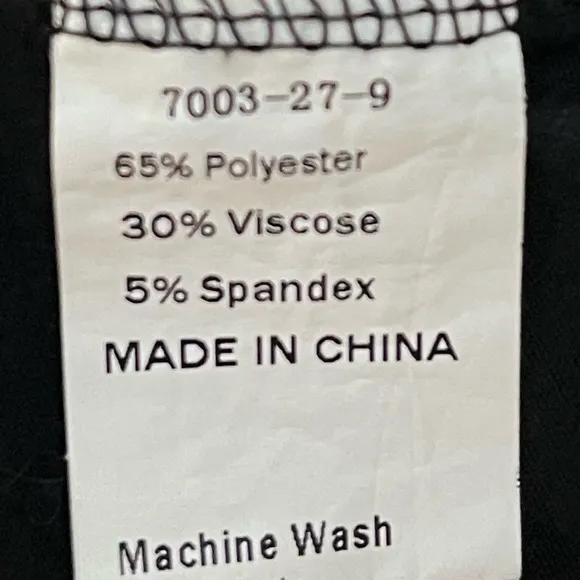 7003-27-9
65% Polyester
30% Viscose
5% Spandex
MADE IN CHINA
Machine Wash